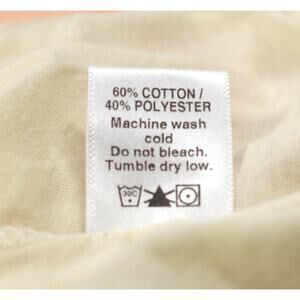 60% COTTON /
40% POLYESTER
Machine wash
cold
Do not bleach.
Tumble dry low.
30C